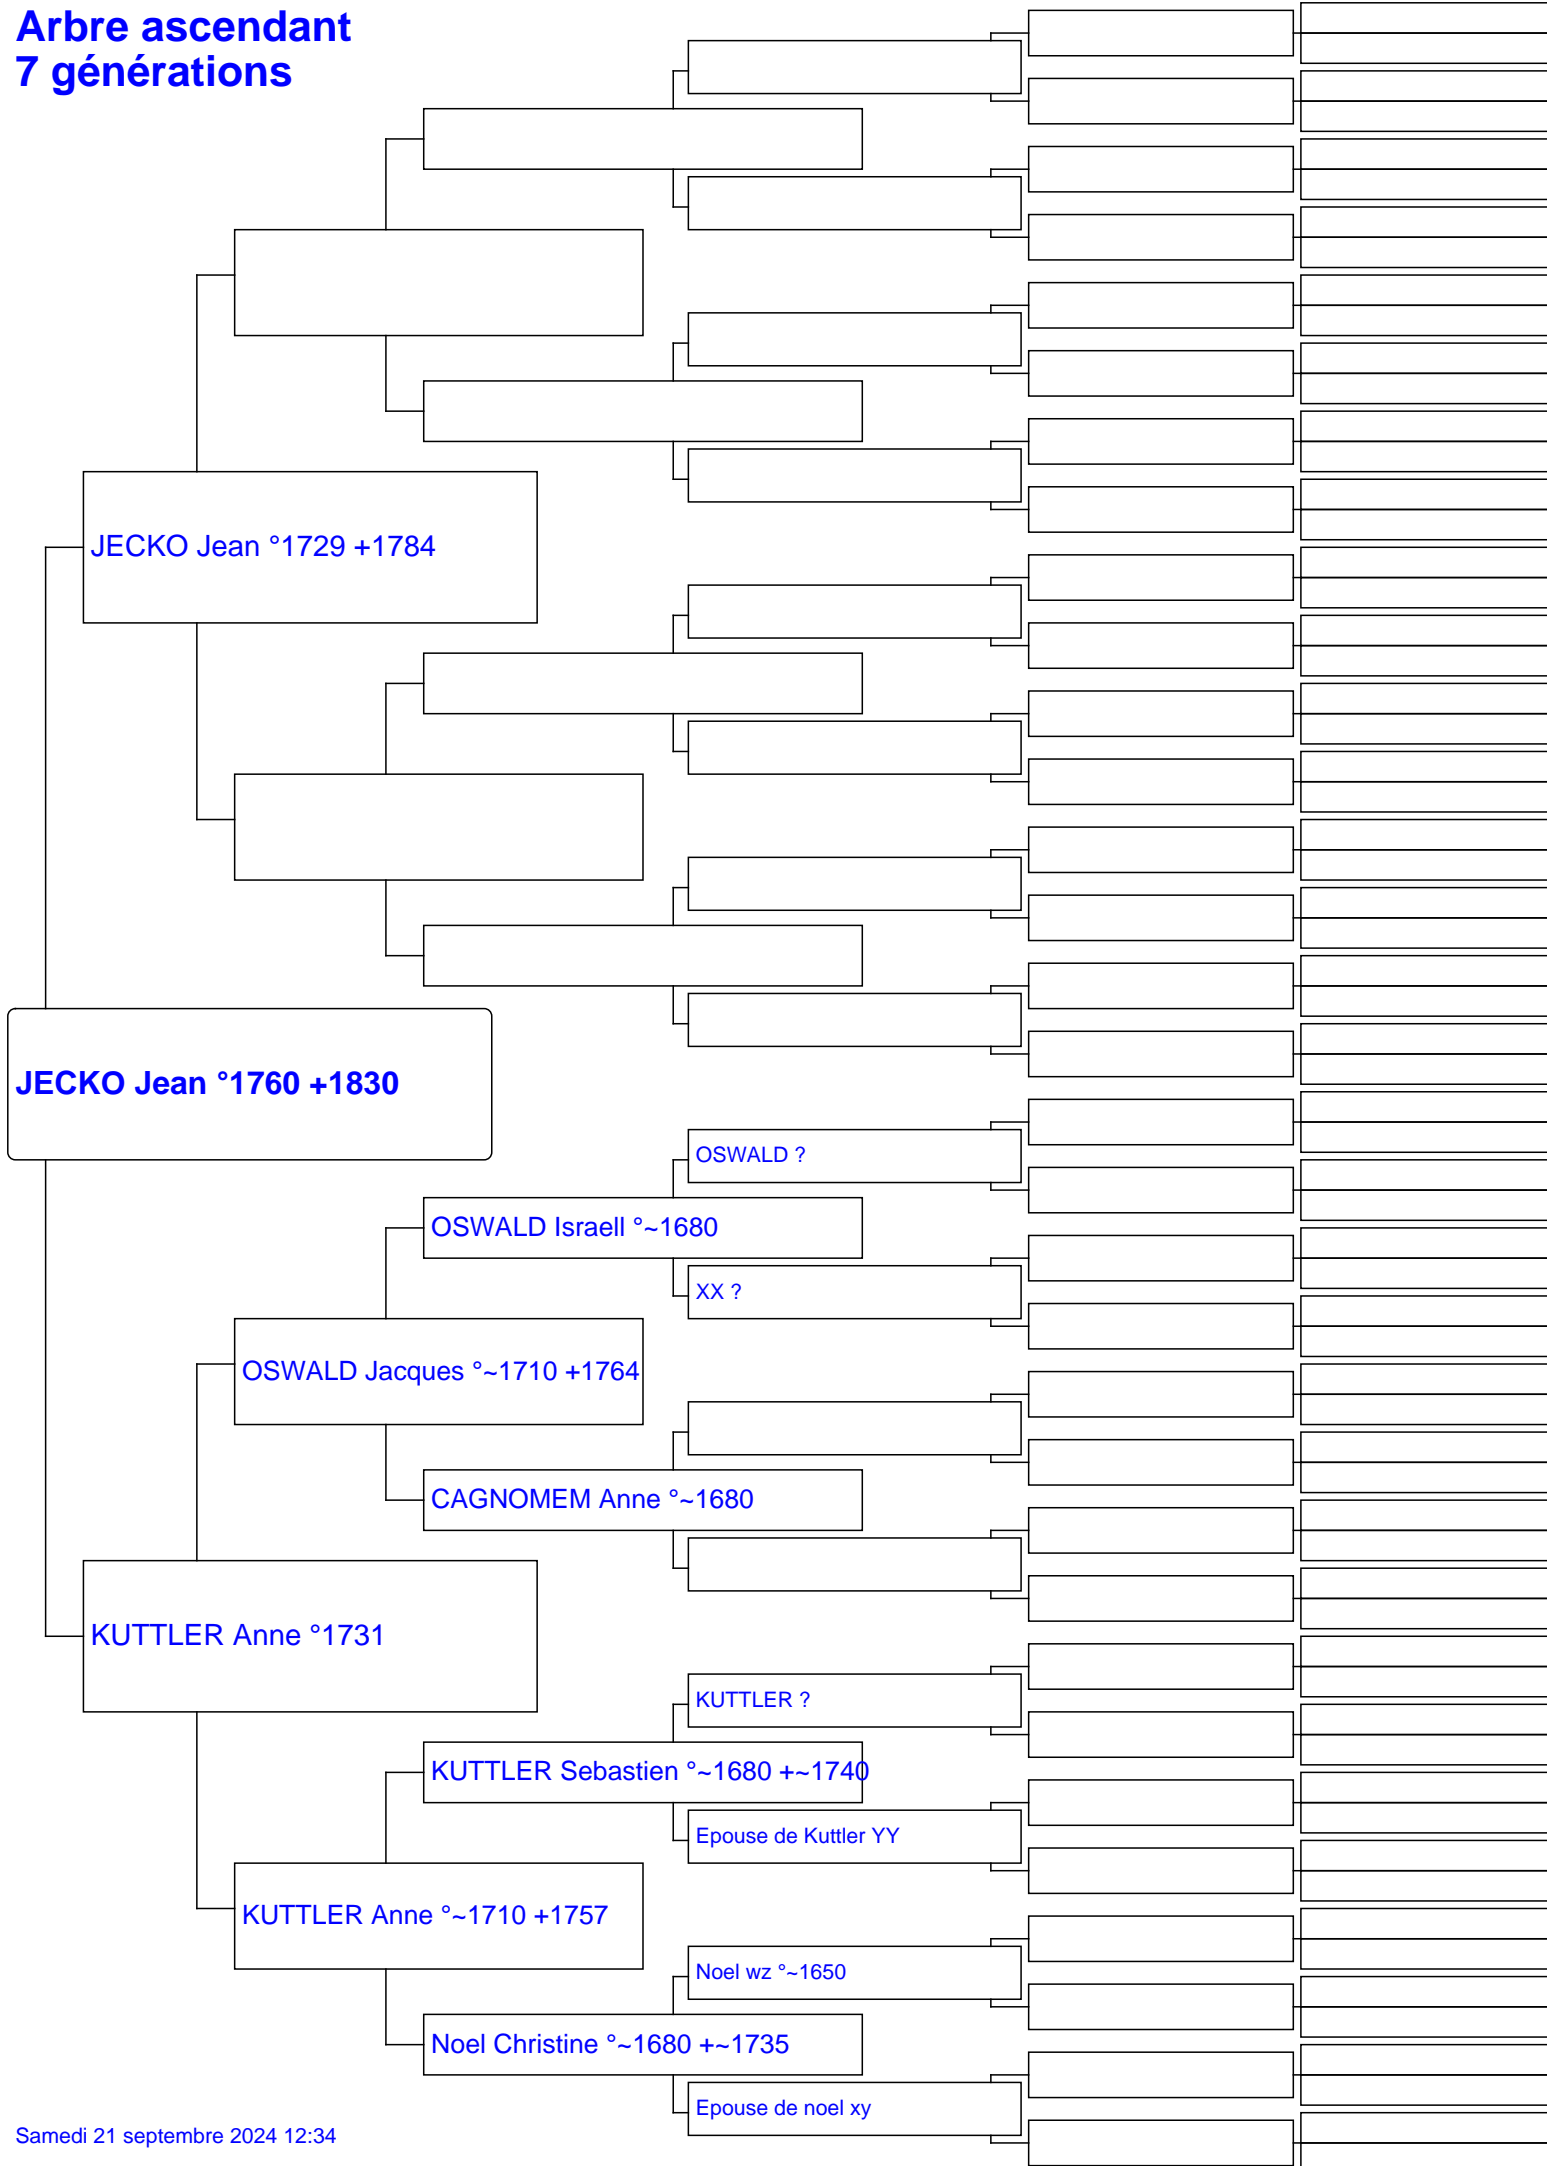 Arbre ascendant
7 générations
JECKO Jean °1729 +1784
JECKO Jean °1760 +1830
OSWALD ?
OSWALD Israell °~1680
XX ?
OSWALD Jacques °~1710 +1764
CAGNOMEM Anne °~1680
KUTTLER Anne °1731
KUTTLER ?
KUTTLER Sebastien °~1680 +~1740
Epouse de Kuttler YY
KUTTLER Anne °~1710 +1757
Noel wz °~1650
Noel Christine °~1680 +~1735
Epouse de noel xy
Samedi 21 septembre 2024 12:34